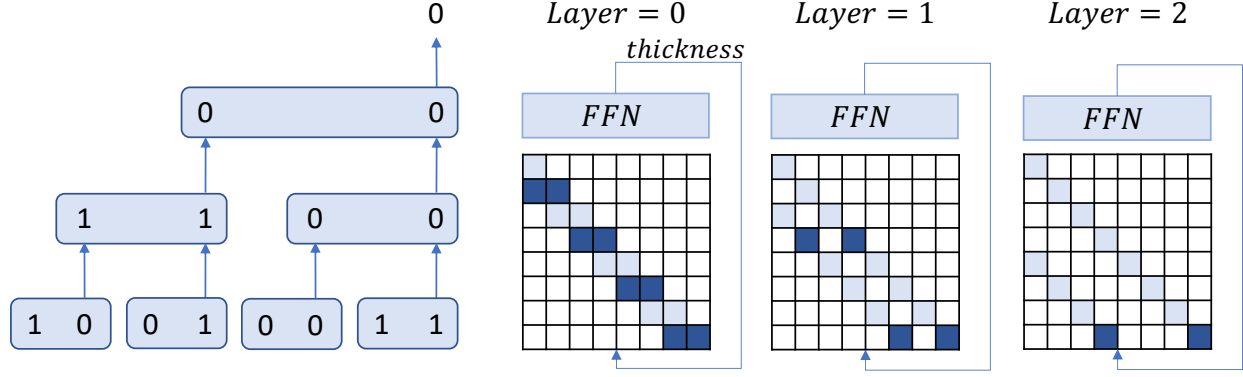 0
0 0
1 1 0 0
1 0 0 1 0 0 1 1
Layer = 0
thickness
FFN
Layer = 1
FFN
Layer = 2
FFN